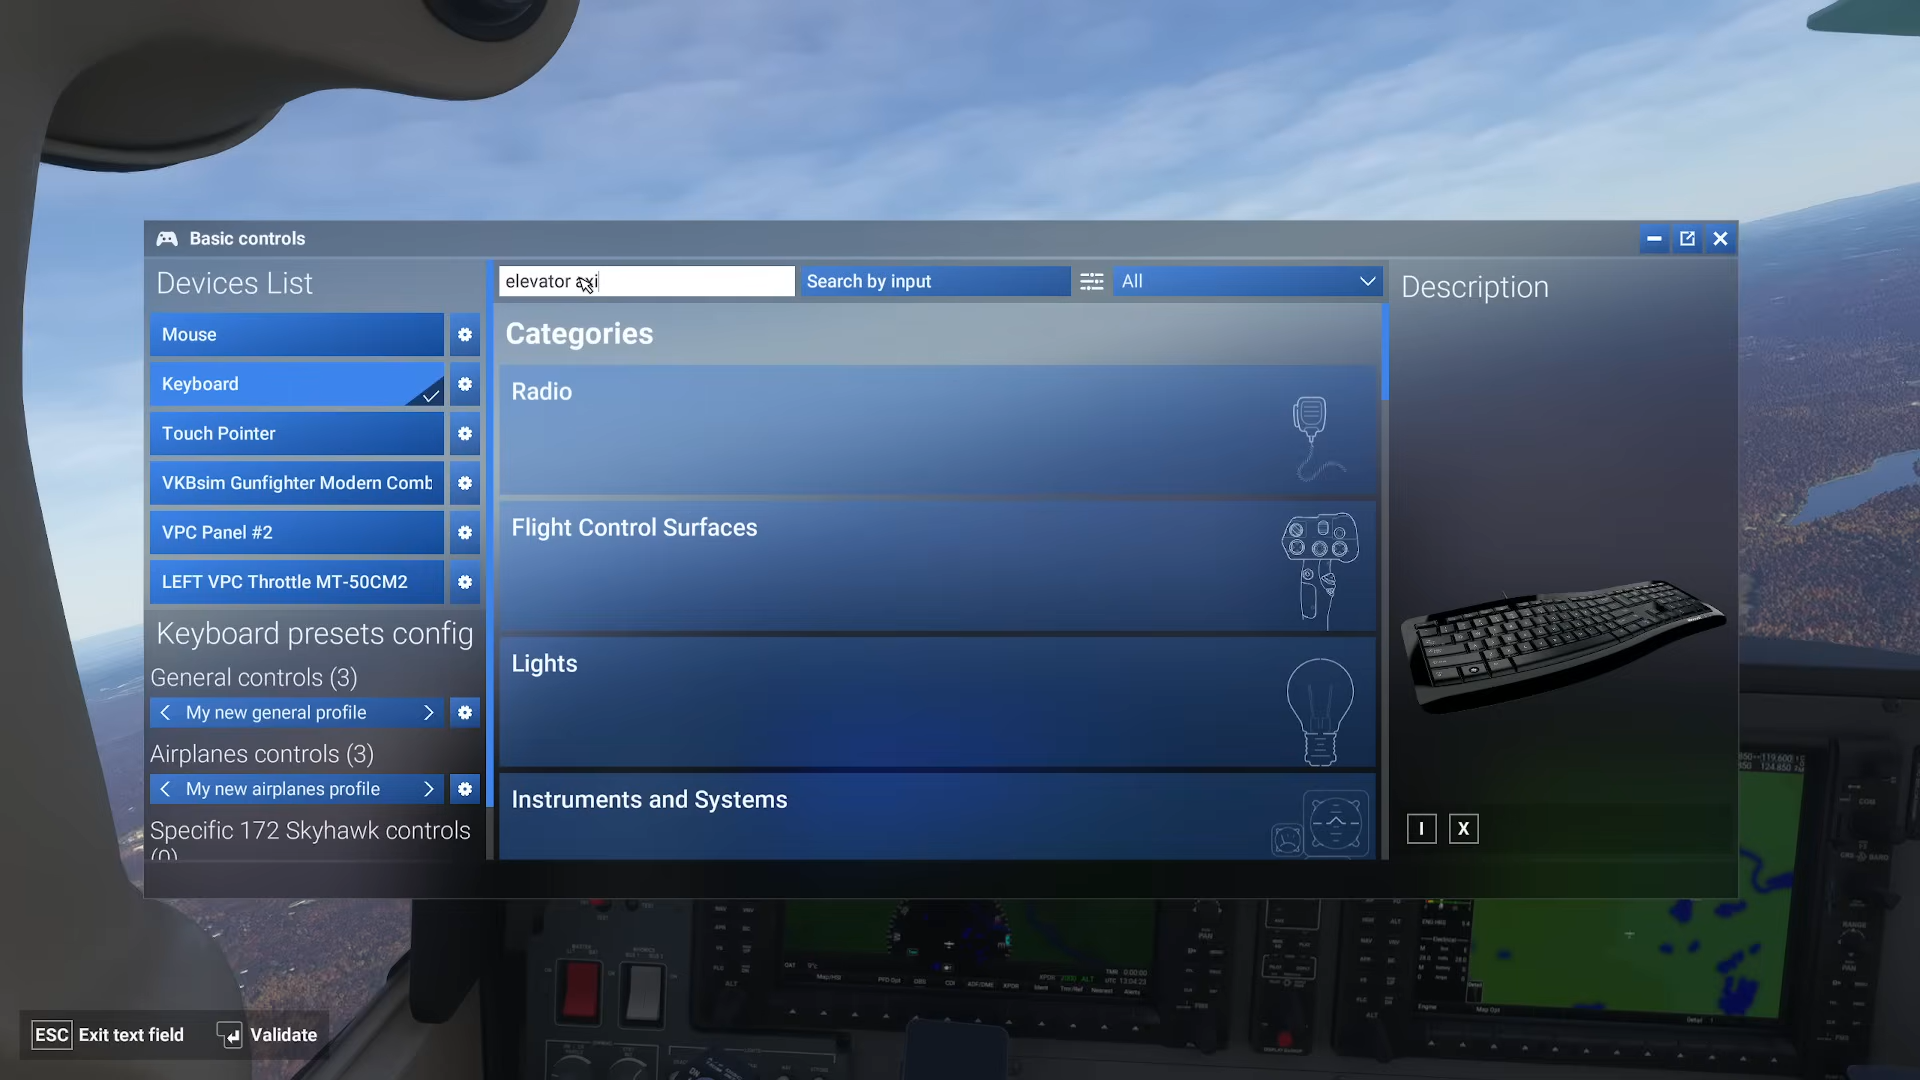 Basic controls
Devices List
Mouse
Keyboard
Touch Pointer
VKBsim Gunfighter Modern Comb
VPC Panel #2
LEFT VPC Throttle MT-50CM2
Keyboard presets config
General controls (3)
My new general profile
Airplanes controls (3)
My new airplanes profile
Specific 172 Skyhawk controls
(0)
elevator axi
Search by input
All
Categories
Radio
Flight Control Surfaces
Lights
Instruments and Systems
Description
I X
ESC Exit text field
Validate